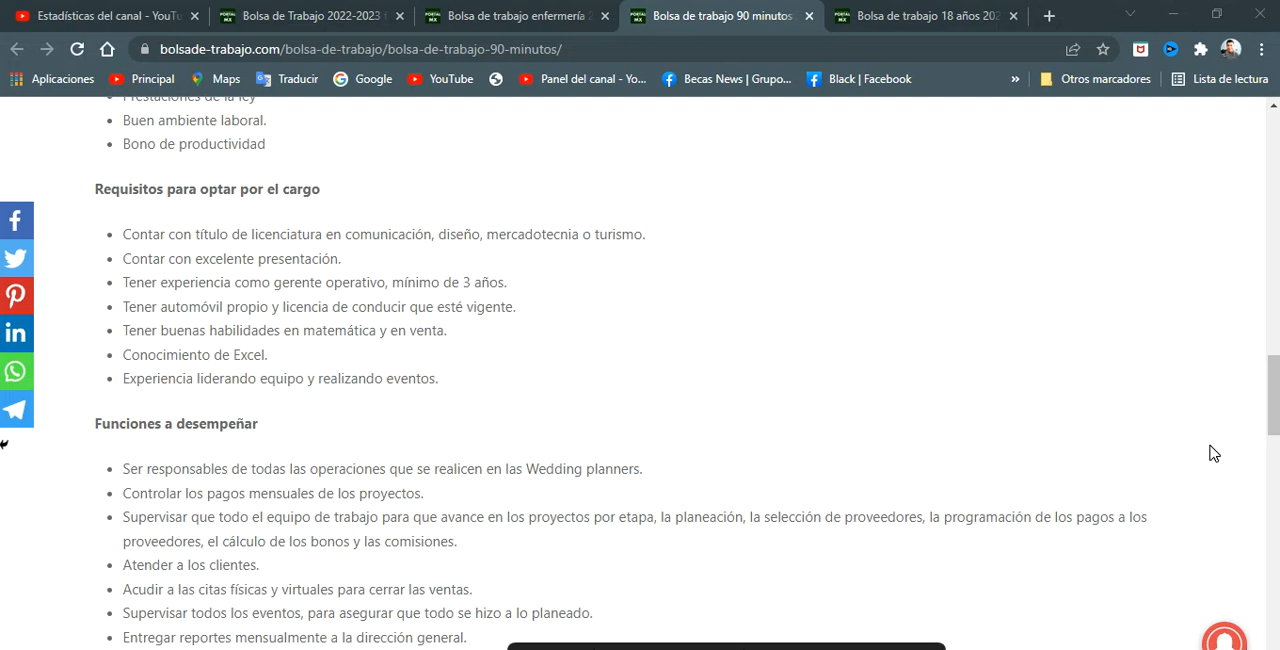 Estadísticas del canal - YouTu
Bolsa de Trabajo 2022-2023 
Bolsa de trabajo enfermería 2
Bolsa de trabajo 90 minutos
Bolsa de trabajo 18 años 202
bolsade-trabajo.com/bolsa-de-trabajo/bolsa-de-trabajo-90-minutos/
Aplicaciones
Principal
Maps
Traducir
Google
YouTube
Panel del canal - Yo...
Becas News | Grupo...
Black | Facebook
»
Otros marcadores
Lista de lectura
Prestaciones de la ley
Buen ambiente laboral.
Bono de productividad
Requisitos para optar por el cargo
Contar con título de licenciatura en comunicación, diseño, mercadotecnia o turismo.
Contar con excelente presentación.
Tener experiencia como gerente operativo, mínimo de 3 años.
Tener automóvil propio y licencia de conducir que esté vigente.
Tener buenas habilidades en matemática y en venta.
Conocimiento de Excel.
Experiencia liderando equipo y realizando eventos.
Funciones a desempeñar
Ser responsables de todas las operaciones que se realicen en las Wedding planners.
Controlar los pagos mensuales de los proyectos.
Supervisar que todo el equipo de trabajo para que avance en los proyectos por etapa, la planeación, la selección de proveedores, la programación de los pagos a los
proveedores, el cálculo de los bonos y las comisiones.
Atender a los clientes.
Acudir a las citas físicas y virtuales para cerrar las ventas.
Supervisar todos los eventos, para asegurar que todo se hizo a lo planeado.
Entregar reportes mensualmente a la dirección general.